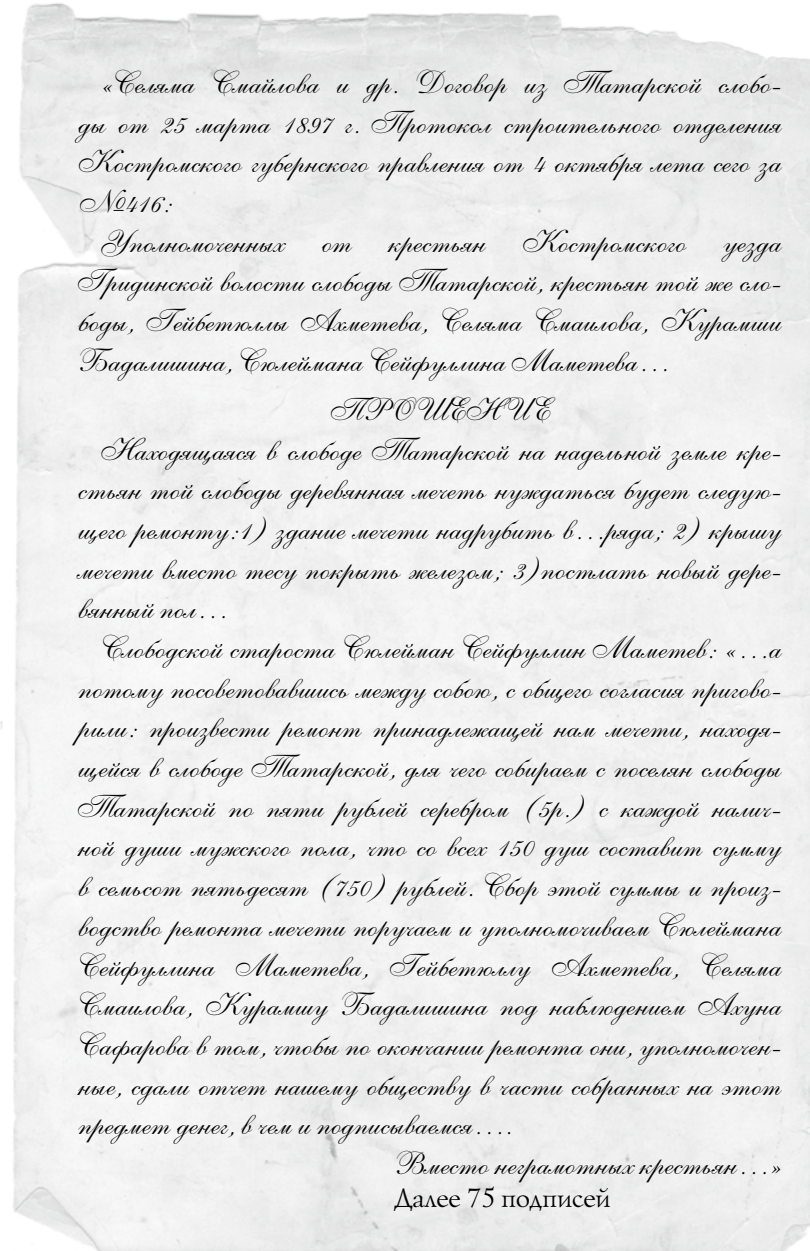 «Селяма Смайлова и др. Договор из Татарской слобо-
ды от 25 марта 1897 г. Протокол строительного отделения
Костромского губернского правления от 4 октября лета сего за
№416:
Уполномоченных от крестьян Костромского уезда
Гридинской волости слободы Татарской, крестьян той же сло-
боды, Гейбетюллы Ахметева, Селяма Смаилова, Курамши
Бадалишина, Сюлеймана Сейфуллина Маметева…
ПРОШЕНИЕ
Находящаяся в слободе Татарской на надельной земле кре-
стьян той слободы деревянная мечеть нуждаться будет следую-
щего ремонту:1) здание мечети надрубить в…ряда; 2) крышу
мечети вместо тесу покрыть железом; 3)постлать новый дере-
вянный пол…
Слободской староста Сюлейман Сейфуллин Маметев: «…а
потому посоветовавшись между собою, с общего согласия пригово-
рили: произвести ремонт принадлежащей нам мечети, находя-
щейся в слободе Татарской, для чего собираем с поселян слободы
Татарской по пяти рублей серебром (5р.) с каждой налич-
ной души мужского пола, что со всех 150 душ составит сумму
в семьсот пятьдесят (750) рублей. Сбор этой суммы и произ-
водство ремонта мечети поручаем и уполномочиваем Сюлеймана
Сейфуллина Маметева, Гейбетюллу Ахметева, Селяма
Смаилова, Курамшу Бадалишина под наблюдением Ахуна
Сафарова в том, чтобы по окончании ремонта они, уполномочен-
ные, сдали отчет нашему обществу в части собранных на этот
предмет денег, в чем и подписываемся….
Вместо неграмотных крестьян…»
Далее 75 подписей